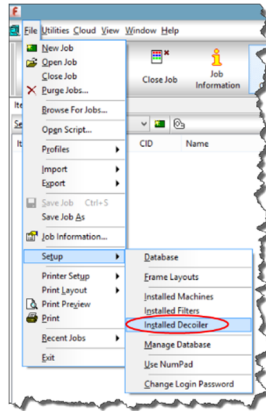 File Utilities Cloud View Window Help
New Job
Open Job
Close Job
Purge Jobs...
Browse For Jobs...
Open Script...
Profiles
Import
Export
Save Job Ctrl+S
Save Job As
Job Information...
Setup
Printer Setup
Print Layout
Print Preview
Print
Recent Jobs
Exit
Close Job
Job
Information
CID Name
Database
Frame Layouts
Installed Machines
Installed Filters
Installed Decoiler
Manage Database
Use NumPad
Change Login Password